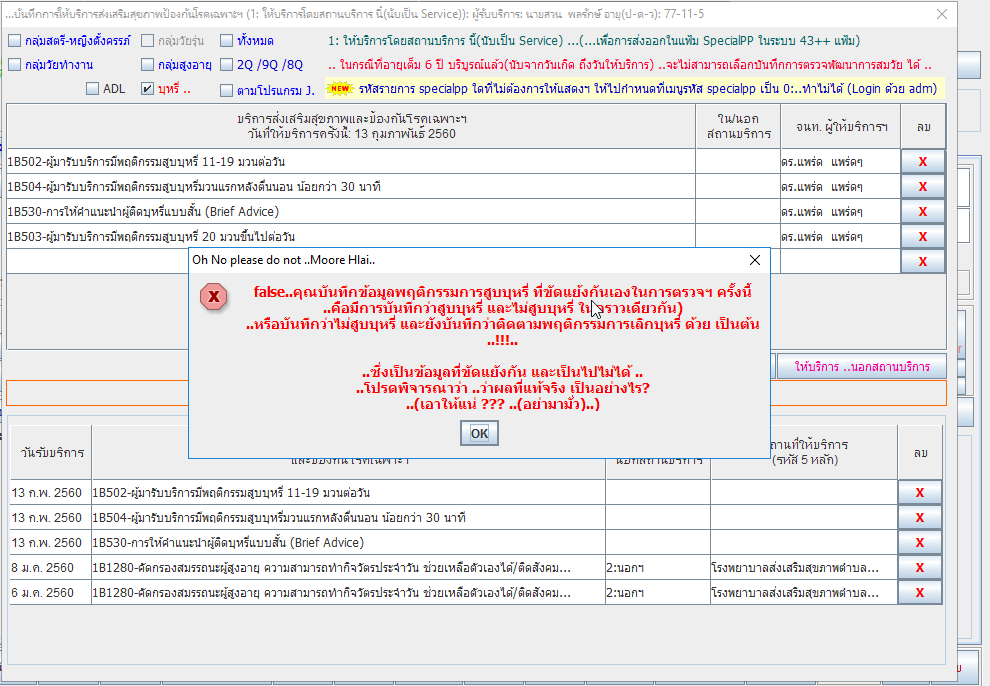 ...บันทึกการให้บริการส่งเสริมสุขภาพป้องกันโรคเฉพาะฯ (1: ให้บริการโดยสถานบริการ นี้(นับเป็น Service)): ผู้รับบริการ: นายสวน พลรักษ์ อายุ(ป-ด-ว): 77-11-5
กลุ่มสตรี-หญิงตั้งครรภ์ กลุ่มวัยรุ่น ทั้งหมด 1: ให้บริการโดยสถานบริการ นี้(นับเป็น Service) ...(...เพื่อการส่งออกในแฟ้ม SpecialPP ในระบบ 43++ แฟ้ม)
กลุ่มวัยทำงาน กลุ่มสูงอายุ 2Q /9Q /8Q .. ในกรณีที่อายุเต็ม 6 ปี บริบูรณ์แล้ว(นับจากวันเกิด ถึงวันให้บริการ) ..จะไม่สามารถเลือกบันทึกการตรวจพัฒนาการสมวัย ได้ ..
ADL บุหรี่ .. ตามโปรแกรม J. NEW รหัสรายการ specialpp ใดที่ไม่ต้องการให้แสดงฯ ให้ไปกำหนดที่เมนูรหัส specialpp เป็น 0:..ทำไม่ได้ (Login ด้วย adm)
บริการส่งเสริมสุขภาพและป้องกันโรคเฉพาะฯ
วันที่ให้บริการครั้งนี้: 13 กุมภาพันธ์ 2560
ใน/นอก
สถานบริการ
จนท. ผู้ให้บริการฯ
ลบ
1B502-ผู้มารับบริการมีพฤติกรรมสูบบุหรี่ 11-19 มวนต่อวัน ดร.แพร่ด แพร่ดๆ X
1B504-ผู้มารับบริการมีพฤติกรรมสูบบุหรี่มวนแรกหลังตื่นนอน น้อยกว่า 30 นาที ดร.แพร่ด แพร่ดๆ X
1B530-การให้คำแนะนำผู้ติดบุหรี่แบบสั้น (Brief Advice) ดร.แพร่ด แพร่ดๆ X
1B503-ผู้มารับบริการมีพฤติกรรมสูบบุหรี่ 20 มวนขึ้นไปต่อวัน ดร.แพร่ด แพร่ดๆ X
X
Oh No please do not ..Moore Hlai..
false..คุณบันทึกข้อมูลพฤติกรรมการสูบบุหรี่ ที่ขัดแย้งกันเองในการตรวจฯ ครั้งนี้
..คือมีการบันทึกว่าสูบบุหรี่ และไม่สูบบุหรี่ ในคราวเดียวกัน)
..หรือบันทึกว่าไม่สูบบุหรี่ และยังบันทึกว่าติดตามพฤติกรรมการเลิกบุหรี่ ด้วย เป็นต้น
..!!!..
..ซึ่งเป็นข้อมูลที่ขัดแย้งกัน และเป็นไปไม่ได้ ..
..โปรดพิจารณาว่า ..ว่าผลที่แท้จริง เป็นอย่างไร?
..(เอาให้แน่ ??? ..(อย่ามามั่ว)..)
OK
ให้บริการ ..นอกสถานบริการ
วันรับบริการ
และป้องกันโรคเฉพาะฯ
นอกสถานบริการ
ถานที่ให้บริการ
(รหัส 5 หลัก)
ลบ
13 ก.พ. 2560 1B502-ผู้มารับบริการมีพฤติกรรมสูบบุหรี่ 11-19 มวนต่อวัน X
13 ก.พ. 2560 1B504-ผู้มารับบริการมีพฤติกรรมสูบบุหรี่มวนแรกหลังตื่นนอน น้อยกว่า 30 นาที X
13 ก.พ. 2560 1B530-การให้คำแนะนำผู้ติดบุหรี่แบบสั้น (Brief Advice) X
8 ม.ค. 2560 1B1280-คัดกรองสมรรถนะผู้สูงอายุ ความสามารถทำกิจวัตรประจำวัน ช่วยเหลือตัวเองได้/ติดสังคม... 2:นอกฯ โรงพยาบาลส่งเสริมสุขภาพตำบล... X
6 ม.ค. 2560 1B1280-คัดกรองสมรรถนะผู้สูงอายุ ความสามารถทำกิจวัตรประจำวัน ช่วยเหลือตัวเองได้/ติดสังคม... 2:นอกฯ โรงพยาบาลส่งเสริมสุขภาพตำบล... X